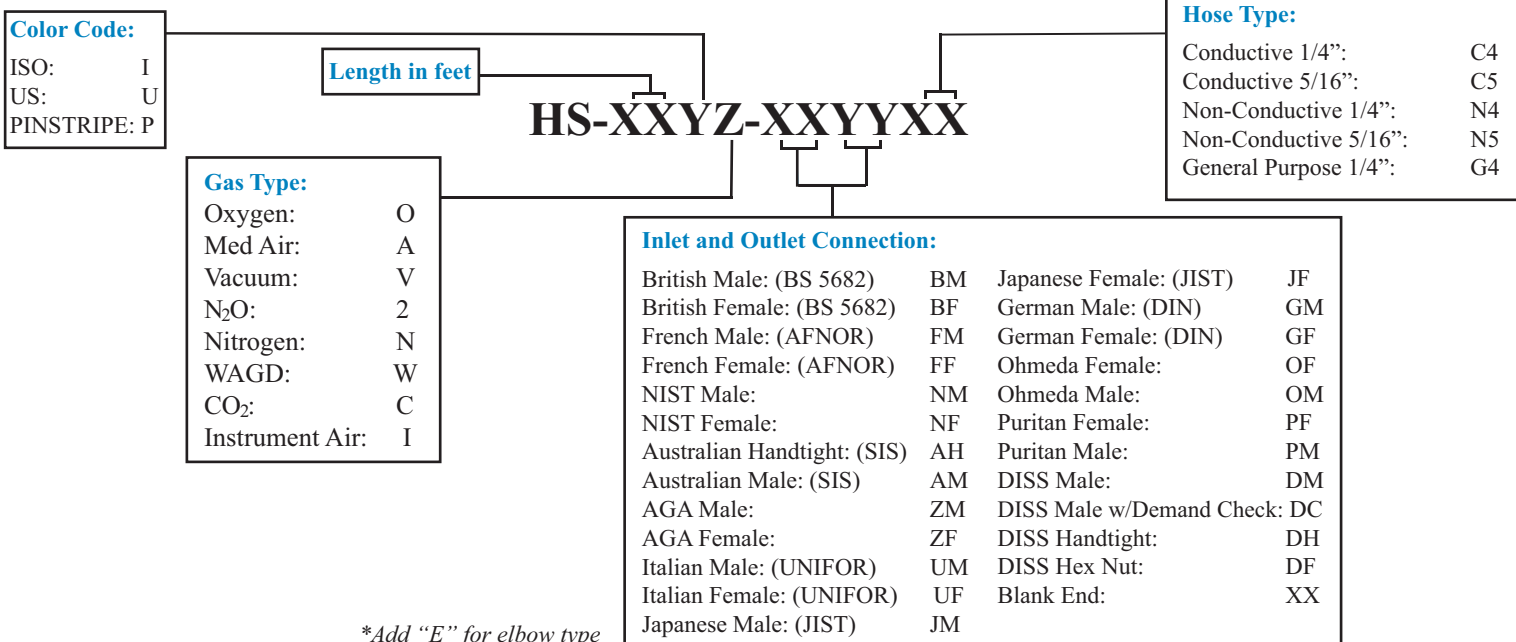 Color Code:
ISO: I
US: U
PINSTRIPE: P
Length in feet
HS-XXYZ-XXYYXX
Hose Type:
Conductive 1/4”: C4
Conductive 5/16”: C5
Non-Conductive 1/4”: N4
Non-Conductive 5/16”: N5
General Purpose 1/4”: G4
Gas Type:
Oxygen: O
Med Air: A
Vacuum: V
N₂O: 2
Nitrogen: N
WAGD: W
CO₂: C
Instrument Air: I
Inlet and Outlet Connection:
British Male: (BS 5682) BM
British Female: (BS 5682) BF
French Male: (AFNOR) FM
French Female: (AFNOR) FF
NIST Male: NM
NIST Female: NF
Australian Handtight: (SIS) AH
Australian Male: (SIS) AM
AGA Male: ZM
AGA Female: ZF
Italian Male: (UNIFOR) UM
Italian Female: (UNIFOR) UF
Japanese Male: (JIST) JM
Japanese Female: (JIST) JF
German Male: (DIN) GM
German Female: (DIN) GF
Ohmeda Female: OF
Ohmeda Male: OM
Puritan Female: PF
Puritan Male: PM
DISS Male: DM
DISS Male w/Demand Check: DC
DISS Handtight: DH
DISS Hex Nut: DF
Blank End: XX
*Add “E” for elbow type